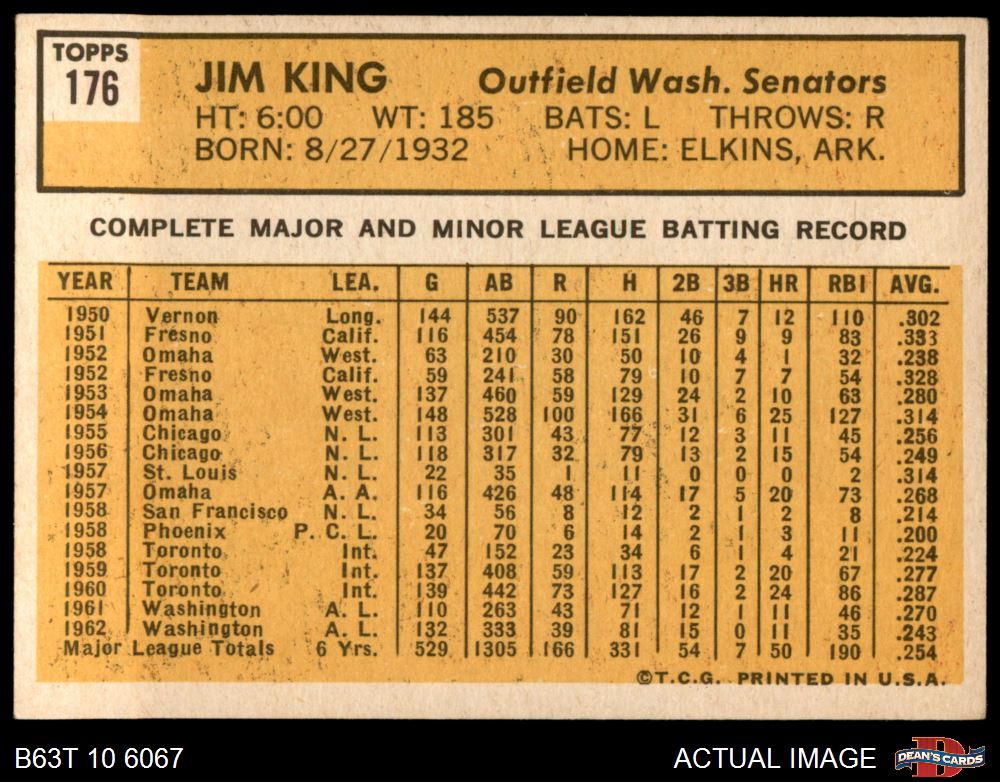 TOPPS
176
JIM KING Outfield Wash. Senators
HT: 6:00 WT: 185 BATS: L THROWS: R
BORN: 8/27/1932 HOME: ELKINS, ARK.
COMPLETE MAJOR AND MINOR LEAGUE BATTING RECORD
YEAR TEAM LEA. G AB R H 2B 3B HR RBI AVG.
1950 Vernon Long. 144 537 90 162 46 7 12 110 .302
1951 Fresno Calif. 116 454 78 151 26 9 9 83 .333
1952 Omaha West. 63 210 30 50 10 4 1 32 .238
1952 Fresno Calif. 59 241 58 79 10 7 7 54 .328
1953 Omaha West. 137 460 59 129 24 2 10 63 .280
1954 Omaha West. 148 528 100 166 31 6 25 127 .314
1955 Chicago N. L. 113 301 43 77 12 3 11 45 .256
1956 Chicago N. L. 118 317 32 79 13 2 15 54 .249
1957 St. Louis N. L. 22 35 1 11 0 0 0 2 .314
1957 Omaha A. A. 116 426 48 114 17 5 20 73 .268
1958 San Francisco N. L. 34 56 8 12 2 1 2 8 .214
1958 Phoenix P. C. L. 20 70 6 14 2 1 3 11 .200
1958 Toronto Int. 47 152 23 34 6 1 4 21 .224
1959 Toronto Int. 137 408 59 113 17 2 20 67 .277
1960 Toronto Int. 139 442 73 127 16 2 24 86 .287
1961 Washington A. L. 110 263 43 71 12 1 11 46 .270
1962 Washington A. L. 132 333 39 81 15 0 11 35 .243
Major League Totals 6 Yrs. 529 1305 166 331 54 7 50 190 .254
©T.C.G. PRINTED IN U.S.A.
B63T 10 6067 ACTUAL IMAGE DEAN'S CARDS